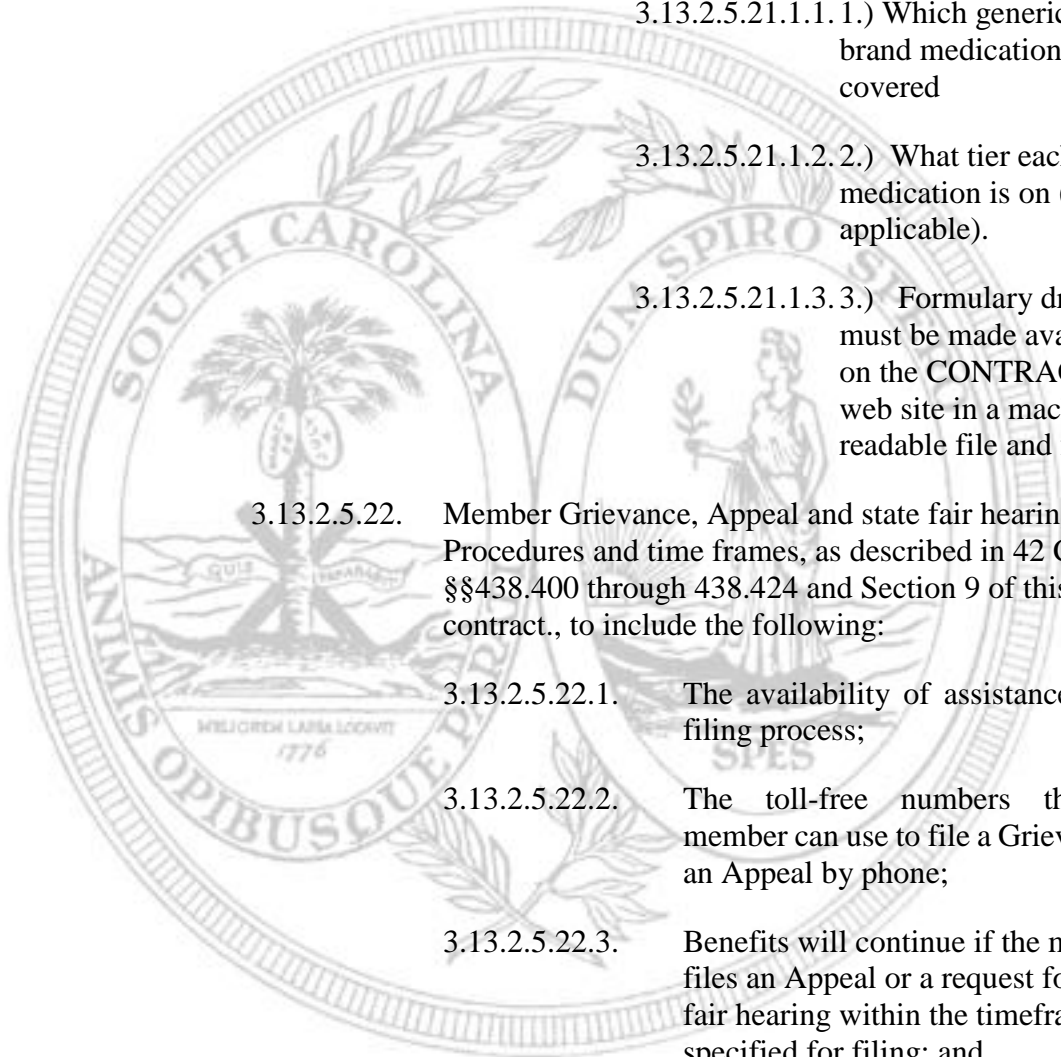 3.13.2.5.21.1.1. 1.) Which generic
brand medication
covered
3.13.2.5.21.1.2. 2.) What tier each
medication is on
applicable).
3.13.2.5.21.1.3. 3.) Formulary
must be made
on the
web site in a
readable file and
3.13.2.5.22. Member Grievance, Appeal and state fair
Procedures and time frames, as described in 42
§§438.400 through 438.424 and Section 9 of this
contract., to include the following:
3.13.2.5.22.1. The availability of assistance
filing process;
3.13.2.5.22.2. The toll-free numbers
member can use to file a
an Appeal by phone;
3.13.2.5.22.3. Benefits will continue if the
files an Appeal or a request
fair hearing within the
specified for filing; and
SOUTH CAROLINA
DUM SPIRO SPERO
ANIMIS OPIBUSQUE PARATI
QUIS
MELIOREM LAPSA LOCAVIT
1776
SPES